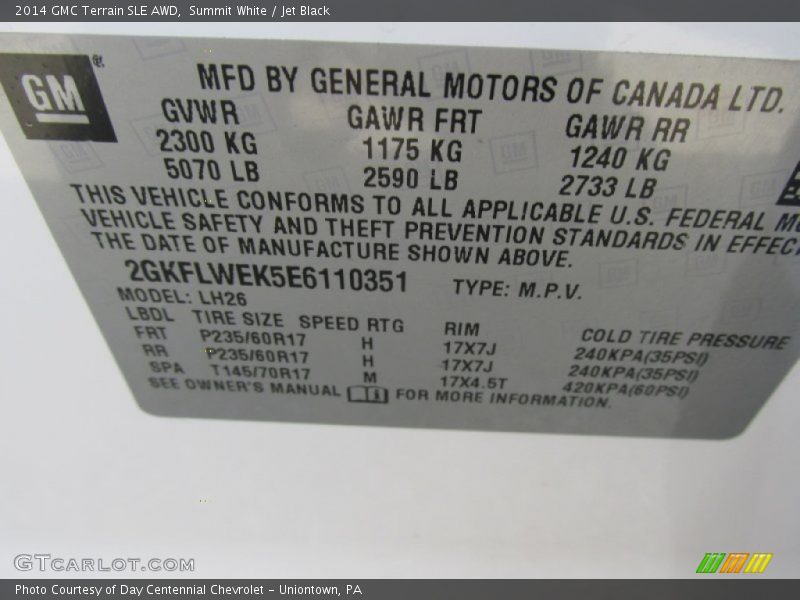 2014 GMC Terrain SLE AWD, Summit White / Jet Black
GM®
MFD BY GENERAL MOTORS OF CANADA LTD.
GVWR GAWR FRT GAWR RR
2300 KG 1175 KG 1240 KG
5070 LB 2590 LB 2733 LB
THIS VEHICLE CONFORMS TO ALL APPLICABLE U.S. FEDERAL
VEHICLE SAFETY AND THEFT PREVENTION STANDARDS IN
THE DATE OF MANUFACTURE SHOWN ABOVE.
2GKFLWEK5E6110351 TYPE: M.P.V.
MODEL: LH26
LBDL TIRE SIZE SPEED RTG RIM COLD TIRE PRESSURE
FRT P235/60R17 H 17X7J 240KPA(35PSI)
RR P235/60R17 H 17X7J 240KPA(35PSI)
SPA T145/70R17 M 17X4.5T 420KPA(60PSI)
SEE OWNER'S MANUAL FOR MORE INFORMATION.
GTCARLOT.COM
Photo Courtesy of Day Centennial Chevrolet - Uniontown, PA